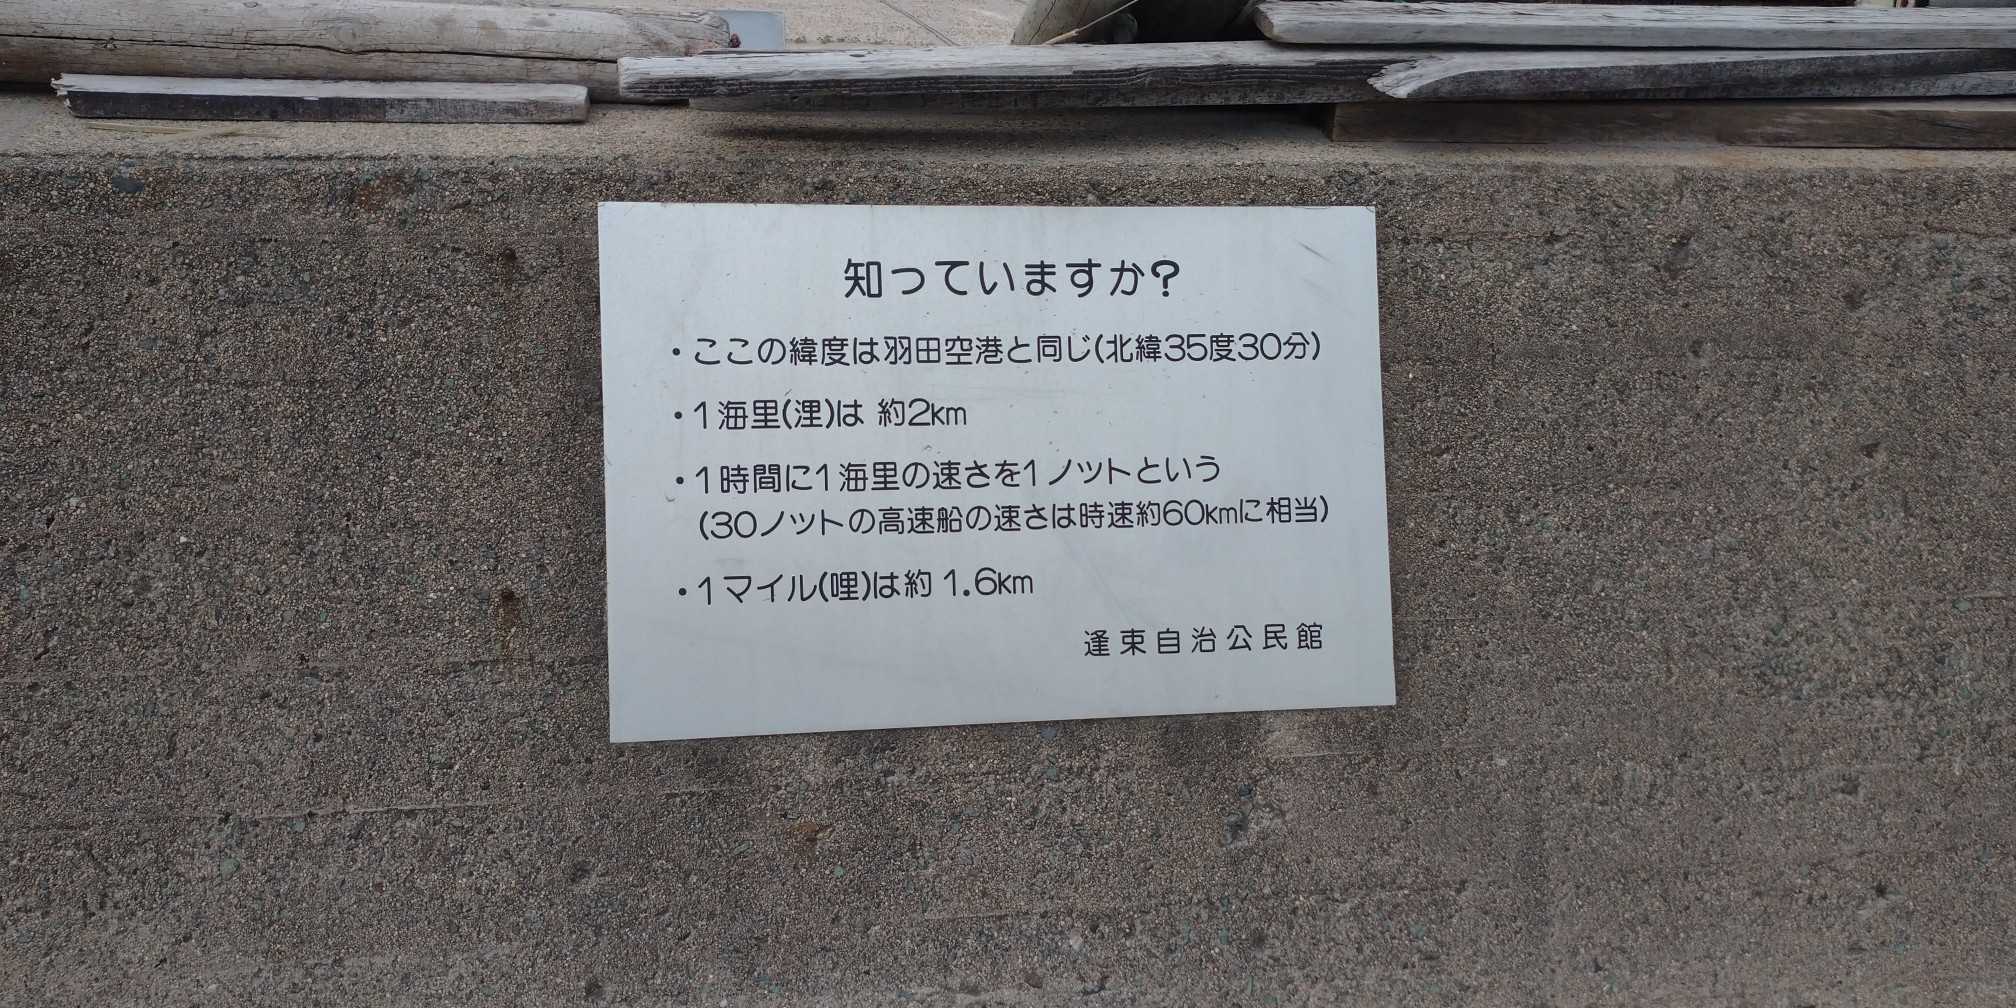 知っていますか?
・ここの緯度は羽田空港と同じ(北緯35度30分)
・1海里(浬)は 約2km
・1時間に1海里の速さを1ノットという
(30ノットの高速船の速さは時速約60kmに相当)
・1マイル(哩)は約 1.6km
逢束自治公民館